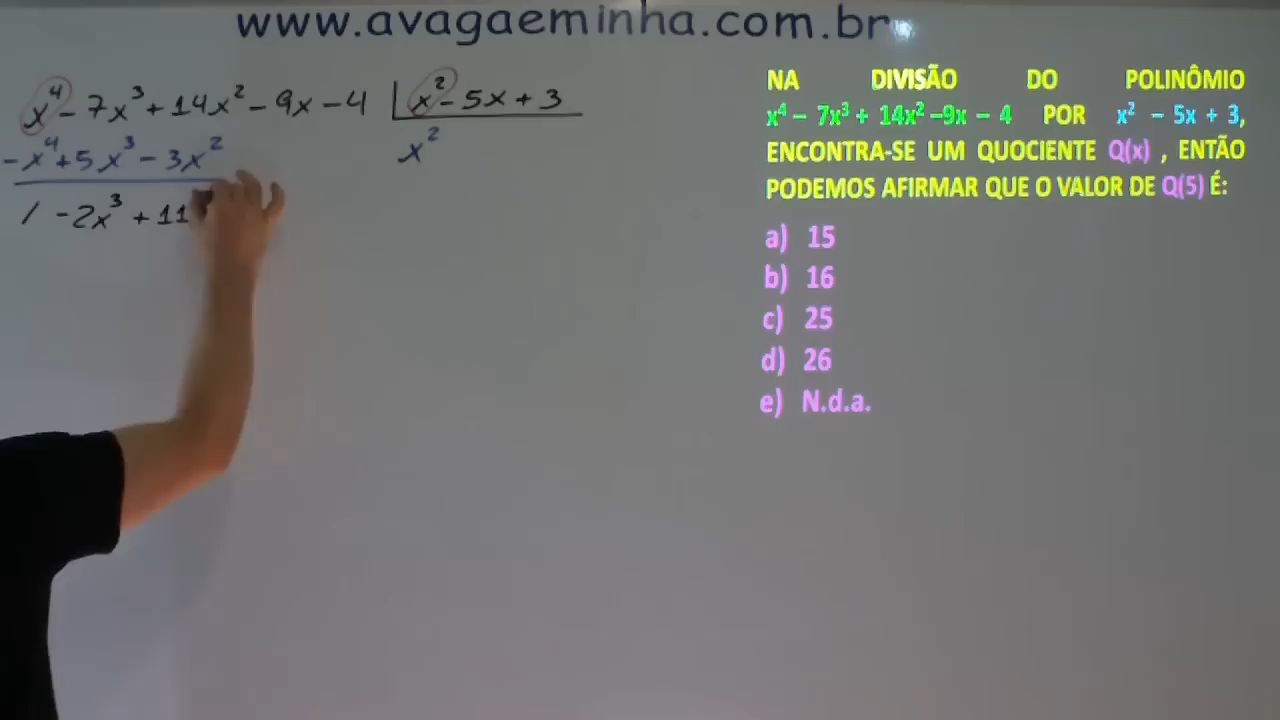 www.avagaeminha.com.br
x⁴ - 7x³ + 14x² - 9x - 4 | x² - 5x + 3
- x⁴ + 5x³ - 3x² x²
/ - 2x³ + 11
NA DIVISÃO DO POLINÔMIO
x⁴ – 7x³ + 14x² –9x – 4 POR x² – 5x + 3,
ENCONTRA-SE UM QUOCIENTE Q(x) , ENTÃO
PODEMOS AFIRMAR QUE O VALOR DE Q(5) É:
a) 15
b) 16
c) 25
d) 26
e) N.d.a.